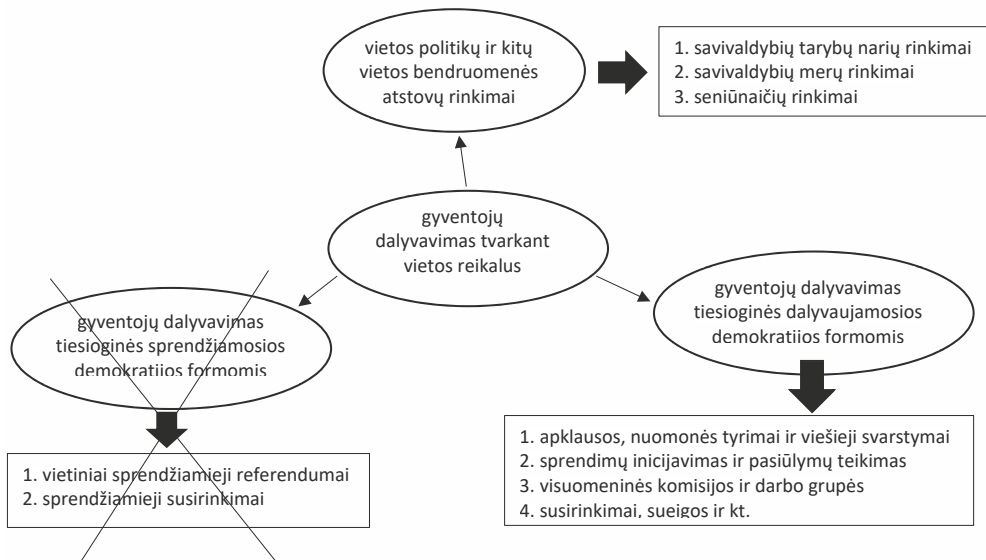 vietos politikų ir kitų
vietos bendruomenės
atstovų rinkimai
1. savivaldybių tarybų narių rinkimai
2. savivaldybių merų rinkimai
3. seniūnaičių rinkimai
gyventojų
dalyvavimas tvarkant
vietos reikalus
gyventojų dalyvavimas
tiesioginės sprendžiamosios
demokratijos formomis
gyventojų dalyvavimas
tiesioginės dalyvaujamosios
demokratijos formomis
1. vietiniai sprendžiamieji referendumai
2. sprendžiamieji susirinkimai
1. apklausos, nuomonės tyrimai ir viešieji svarstymai
2. sprendimų inicijavimas ir pasiūlymų teikimas
3. visuomeninės komisijos ir darbo grupės
4. susirinkimai, sueigos ir kt.